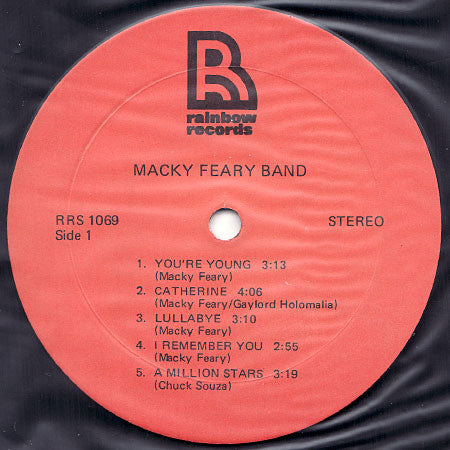 R
rainbow
records
MACKY FEARY BAND
RRS 1069
Side 1
STEREO
1. YOU'RE YOUNG 3:13
(Macky Feary)
2. CATHERINE 4:06
(Macky Feary/Gaylord Holomalia)
3. LULLABYE 3:10
(Macky Feary)
4. I REMEMBER YOU 2:55
(Macky Feary)
5. A MILLION STARS 3:19
(Chuck Souza)